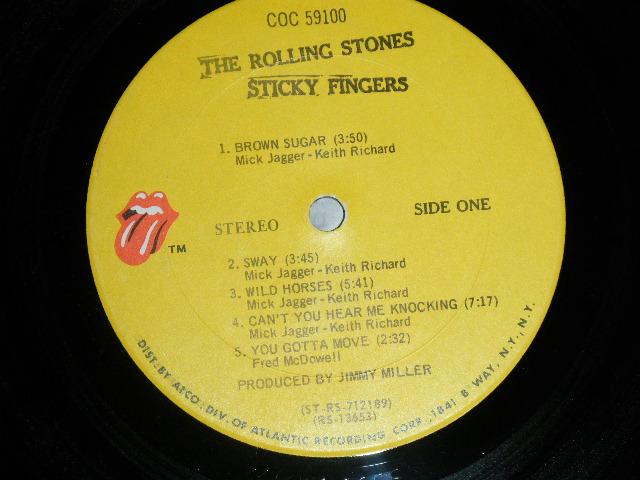 COC 59100
THE ROLLING STONES
STICKY FINGERS
1. BROWN SUGAR (3:50)
Mick Jagger-Keith Richard
STEREO
SIDE ONE
TM
2. SWAY (3:45)
Mick Jagger-Keith Richard
3. WILD HORSES (5:41)
Mick Jagger-Keith Richard
4. CAN'T YOU HEAR ME KNOCKING (7:17)
Mick Jagger-Keith Richard
5. YOU GOTTA MOVE (2:32)
Fred McDowell
PRODUCED BY JIMMY MILLER
(ST-RS-712189)
(RS-13653)
DIST. BY ATCO, DIV. OF ATLANTIC RECORDING CORP., 1841 B WAY, N.Y., N.Y.